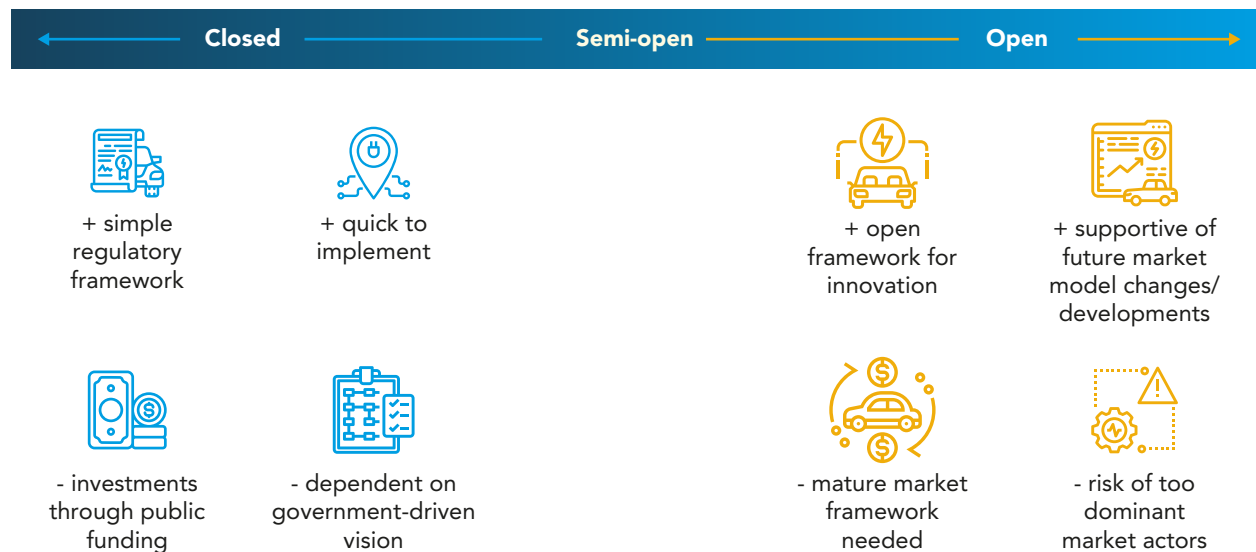 Closed
Semi-open
Open
+ simple
regulatory
framework
+ quick to
implement
+ open
framework for
innovation
+ supportive of
future market
model changes/
developments
- investments
through public
funding
- dependent on
government-driven
vision
- mature market
framework
needed
- risk of too
dominant
market actors